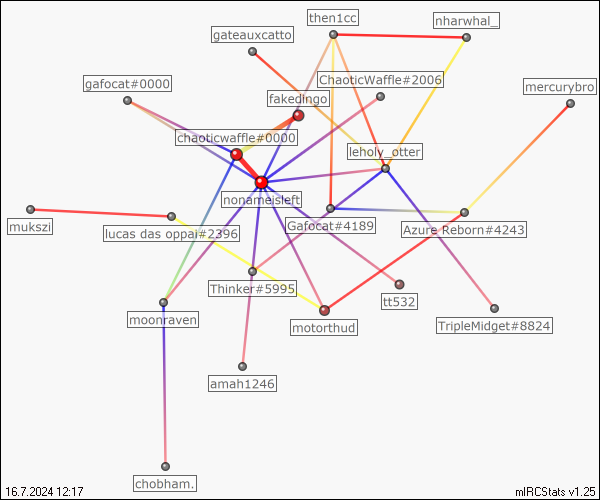 then1cc
nharwhal_
gateauxcatto
ChaoticWaffle#2006
gafocat#0000
mercurybro
fakedingo
chaoticwaffle#0000
leholy_otter
nonameisleft
mukszi
Gafocat#4189
Azure Reborn#4243
lucas das oppai#2396
Thinker#5995
tt532
moonraven
motorthud
TripleMidget#8824
amah1246
chobham.
16.7.2024 12:17
mIRCStats v1.25